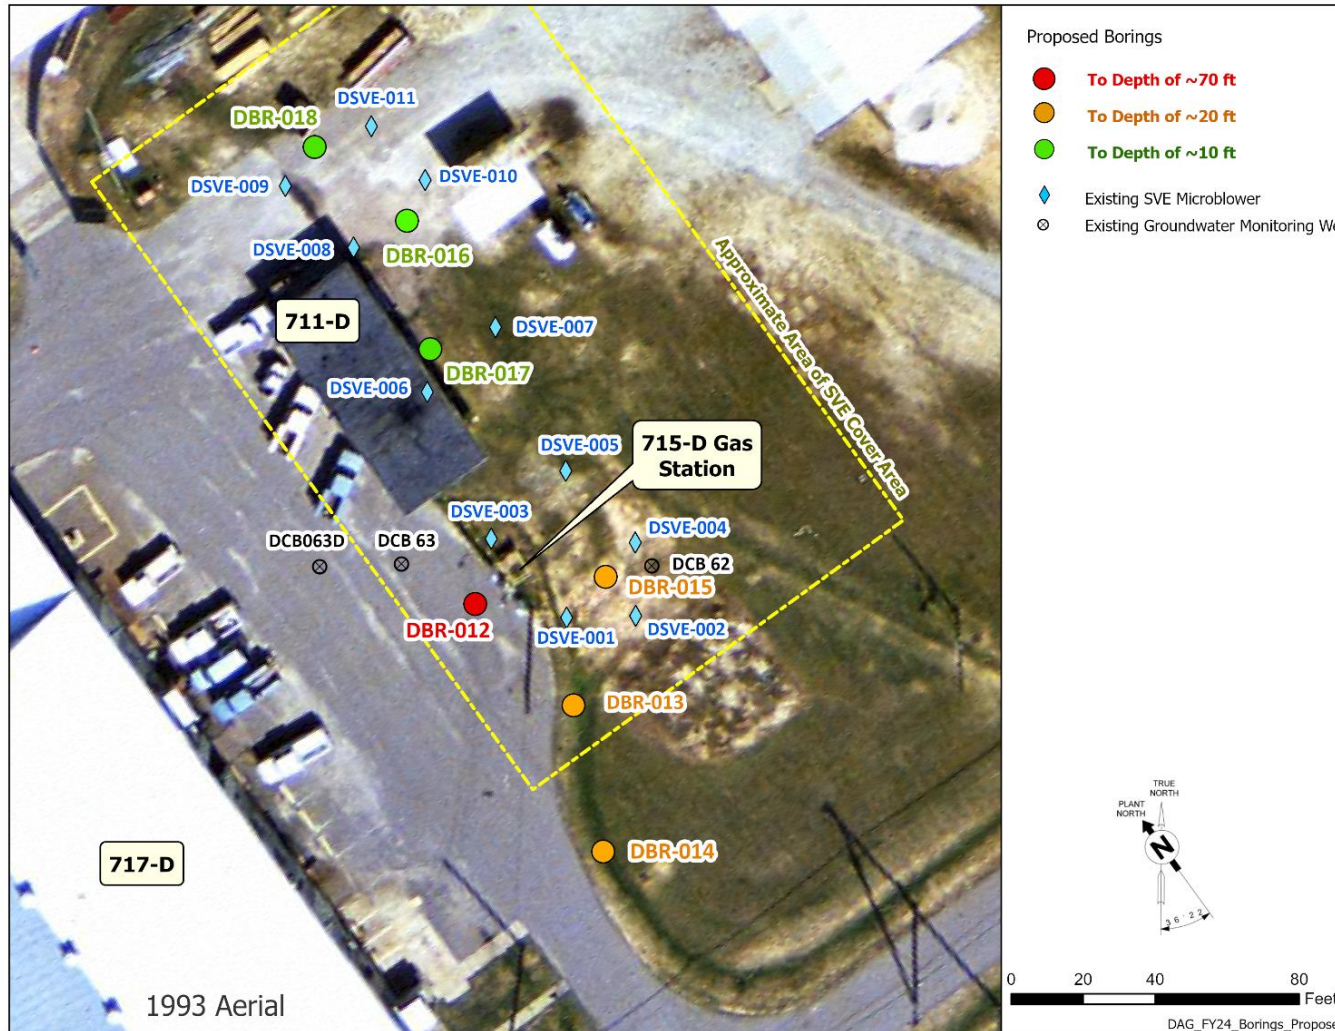 Proposed Borings
To Depth of ~70 ft
To Depth of ~20 ft
To Depth of ~10 ft
Existing SVE Microblower
Existing Groundwater Monitoring We
DSVE-011
DBR-018
DSVE-010
DSVE-009
DSVE-008
DBR-016
Approximate Area of SVE Cover Area
711-D
DSVE-007
DBR-017
DSVE-006
715-D Gas
Station
DSVE-005
DSVE-003
DSVE-004
DCB063D
DCB 63
DCB 62
DBR-015
DBR-012
DSVE-001
DSVE-002
DBR-013
DBR-014
717-D
1993 Aerial
TRUE
NORTH
PLANT
NORTH
N
36°22'
0 20 40 80
Feet
DAG_FY24_Borings_Propose